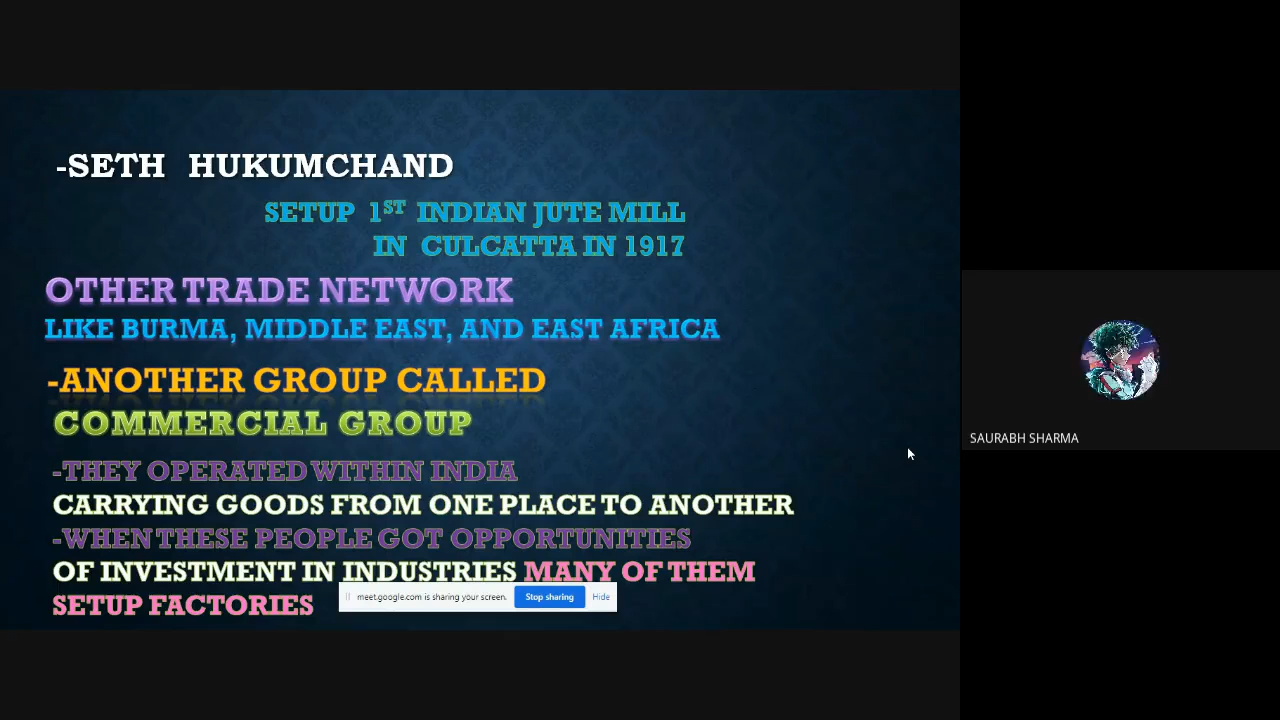 -SETH HUKUMCHAND
SETUP 1ST INDIAN JUTE MILL
IN CULCATTA IN 1917
OTHER TRADE NETWORK
LIKE BURMA, MIDDLE EAST, AND EAST AFRICA
-ANOTHER GROUP CALLED
COMMERCIAL GROUP
-THEY OPERATED WITHIN INDIA
CARRYING GOODS FROM ONE PLACE TO ANOTHER
-WHEN THESE PEOPLE GOT OPPORTUNITIES
OF INVESTMENT IN INDUSTRIES MANY OF THEM
SETUP FACTORIES
meet.google.com is sharing your screen. Stop sharing Hide
SAURABH SHARMA